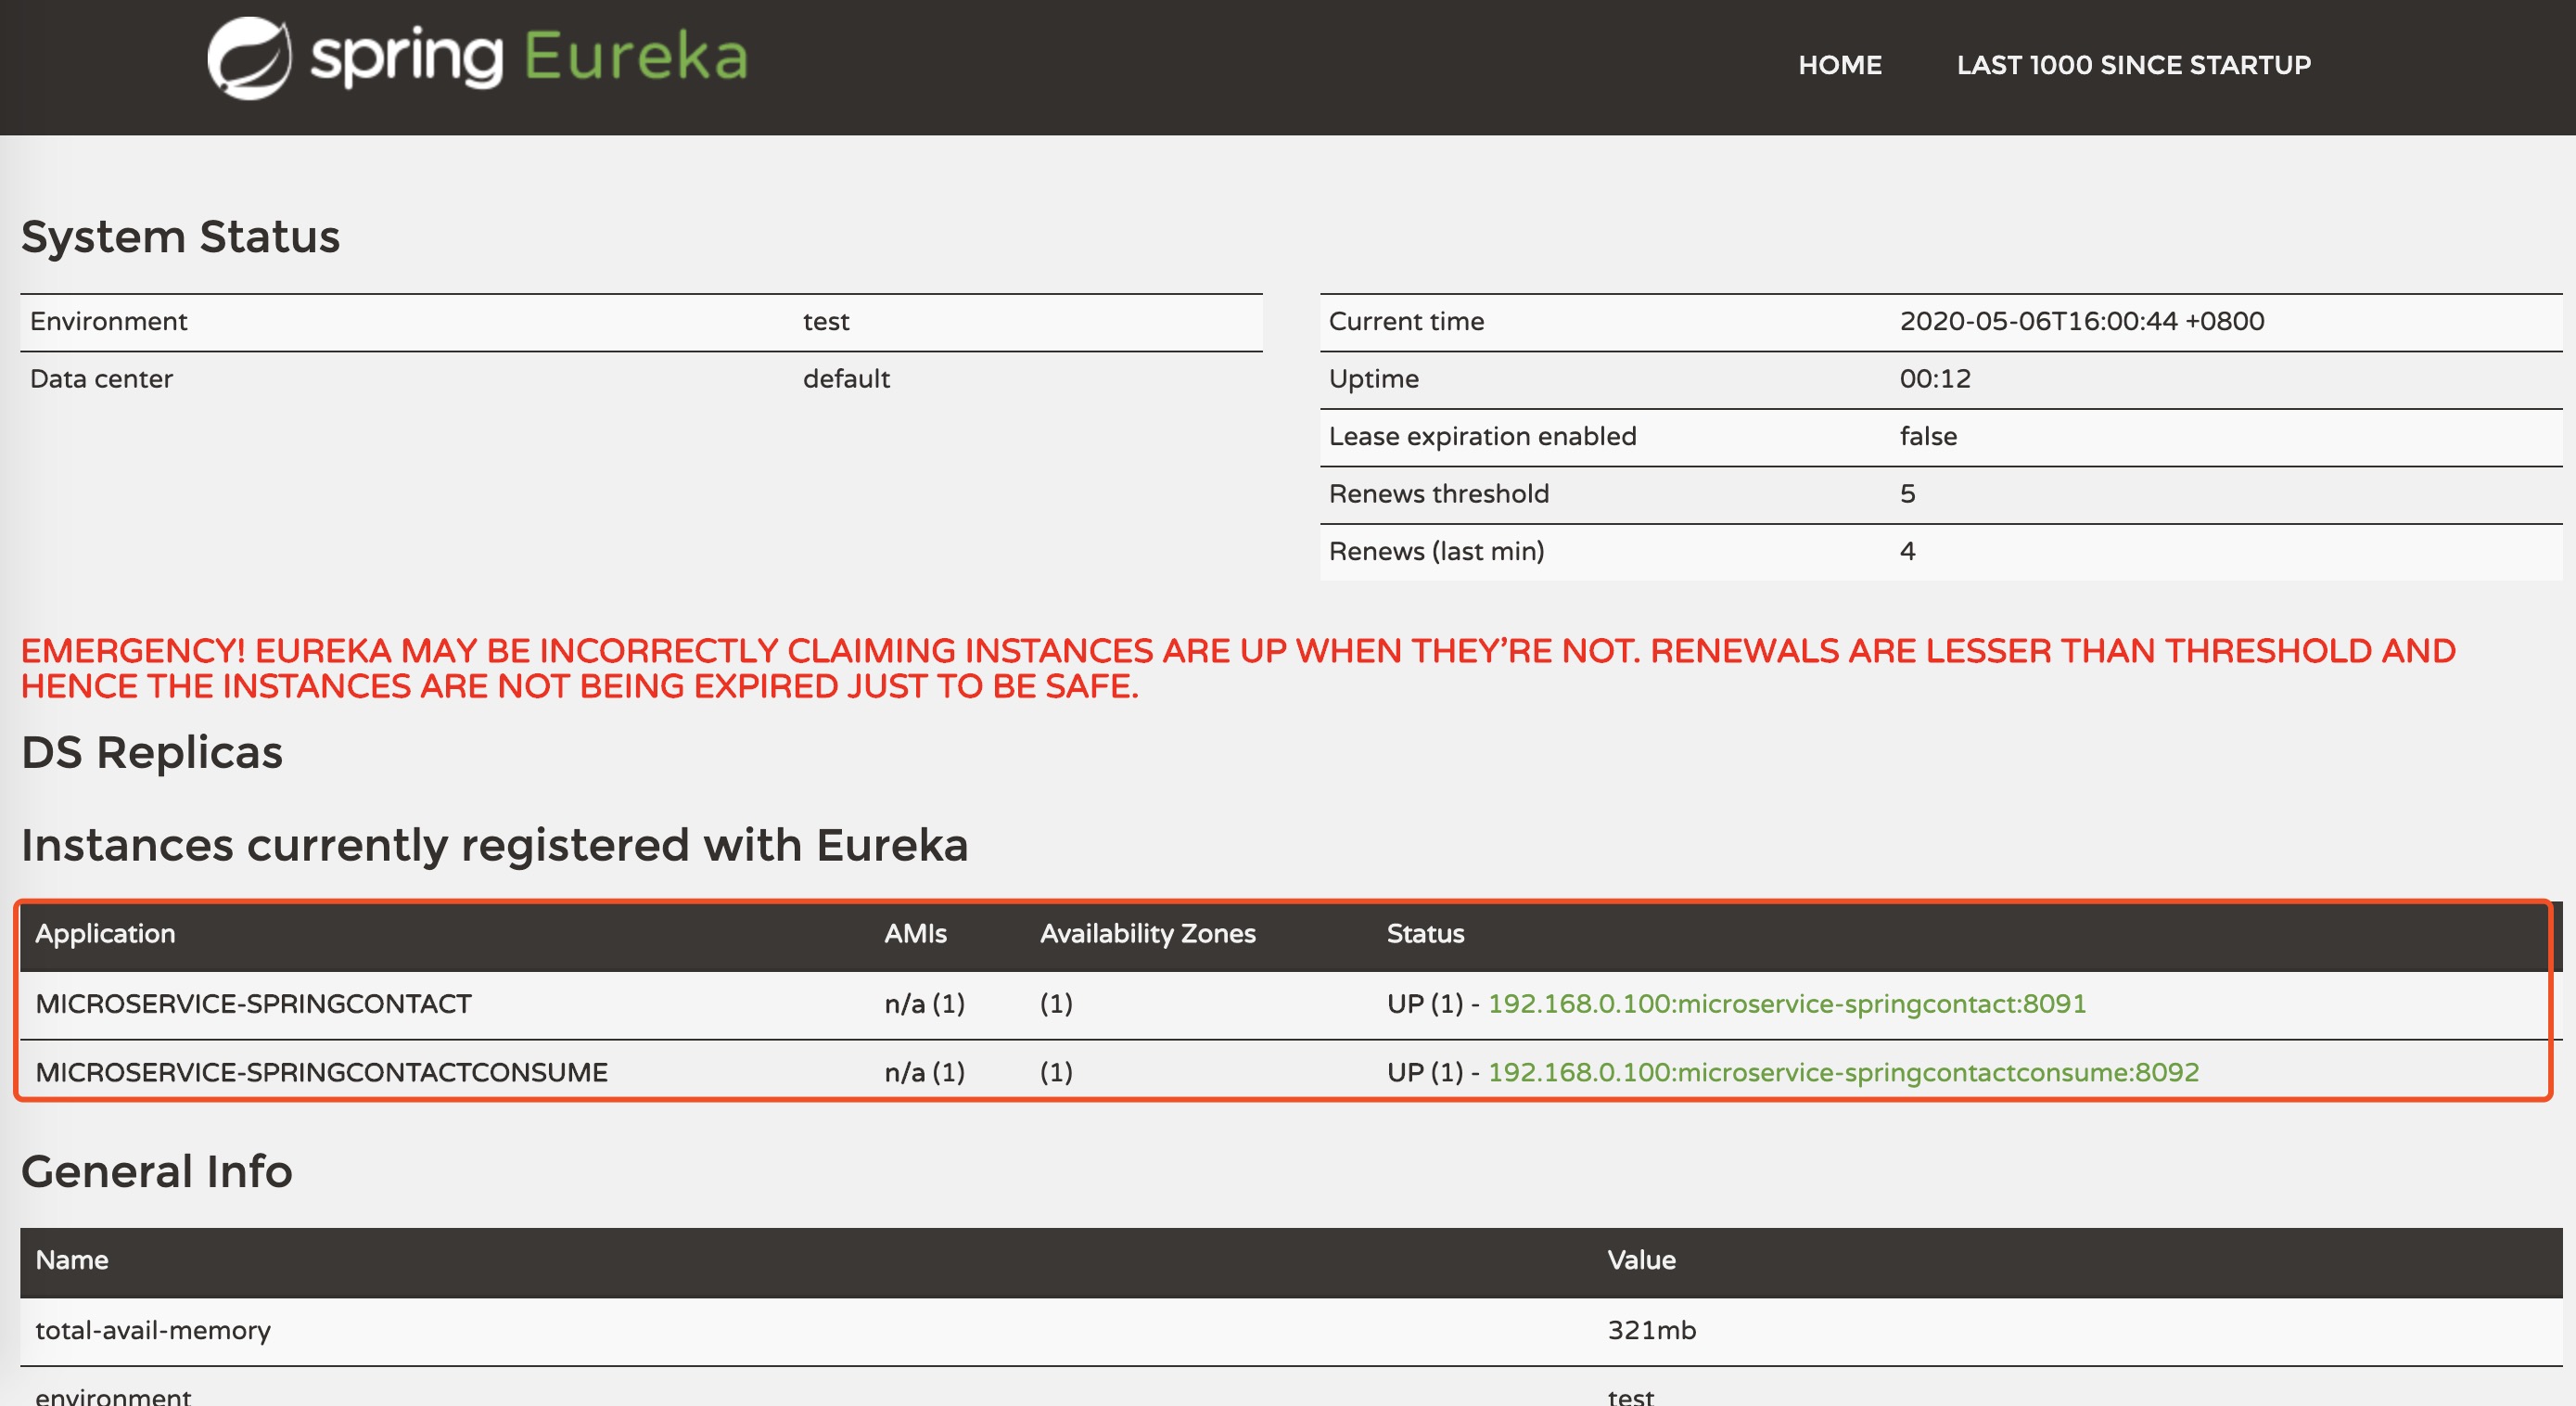 spring Eureka
HOME LAST 1000 SINCE STARTUP
System Status
Environment test
Data center default
Current time 2020-05-06T16:00:44 +0800
Uptime 00:12
Lease expiration enabled false
Renews threshold 5
Renews (last min) 4
EMERGENCY! EUREKA MAY BE INCORRECTLY CLAIMING INSTANCES ARE UP WHEN THEY’RE NOT. RENEWALS ARE LESSER THAN THRESHOLD AND
HENCE THE INSTANCES ARE NOT BEING EXPIRED JUST TO BE SAFE.
DS Replicas
Instances currently registered with Eureka
Application AMIs Availability Zones Status
MICROSERVICE-SPRINGCONTACT n/a (1) (1) UP (1) - 192.168.0.100:microservice-springcontact:8091
MICROSERVICE-SPRINGCONTACTCONSUME n/a (1) (1) UP (1) - 192.168.0.100:microservice-springcontactconsume:8092
General Info
Name Value
total-avail-memory 321mb
environment test